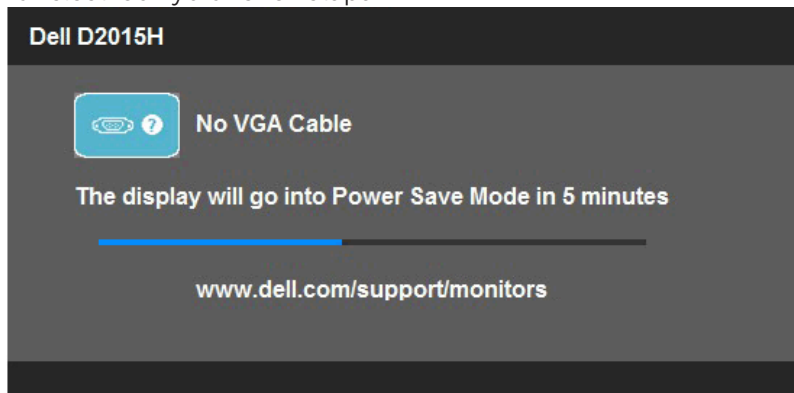 Dell D2015H
?
No VGA Cable
The display will go into Power Save Mode in 5 minutes
www.dell.com/support/monitors